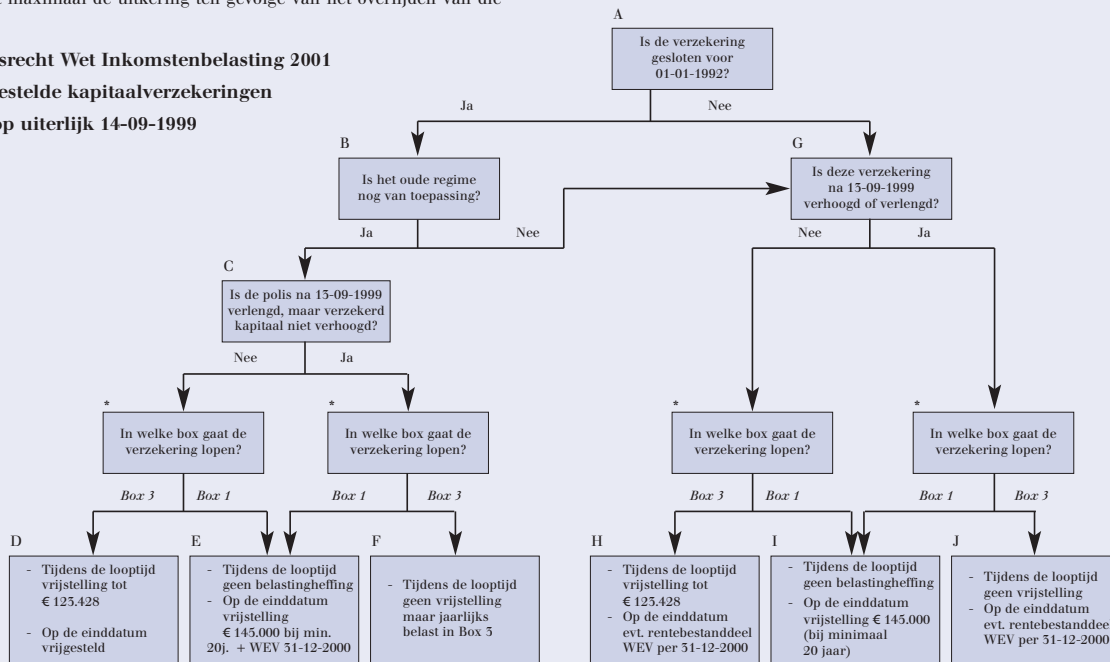 maximaal de uitkering ten gevolge van het overlijden van die
srecht Wet Inkomstenbelasting 2001
estelde kapitaalverzekeringen
op uiterlijk 14-09-1999
A
Is de verzekering
gesloten voor
01-01-1992?
Ja
Nee
B
Is het oude regime
nog van toepassing?
G
Is deze verzekering
na 13-09-1999
verhoogd of verlengd?
Ja
Nee
Nee
Ja
C
Is de polis na 13-09-1999
verlengd, maar verzekerd
kapitaal niet verhoogd?
Nee
Ja
*
In welke box gaat de
verzekering lopen?
*
In welke box gaat de
verzekering lopen?
*
In welke box gaat de
verzekering lopen?
*
In welke box gaat de
verzekering lopen?
Box 3
Box 1
Box 1
Box 3
Box 3
Box 1
Box 1
Box 3
D
- Tijdens de looptijd
vrijstelling tot
€ 123.428
- Op de einddatum
vrijgesteld
E
- Tijdens de looptijd
geen belastingheffing
- Op de einddatum
vrijstelling
€ 145.000 bij min.
20j. + WEV 31-12-2000
F
- Tijdens de looptijd
geen vrijstelling
maar jaarlijks
belast in Box 3
H
- Tijdens de looptijd
vrijstelling tot
€ 123.428
- Op de einddatum
evt. rentebestanddeel
WEV per 31-12-2000
I
- Tijdens de looptijd
geen belastingheffing
- Op de einddatum
vrijstelling € 145.000
(bij minimaal
20 jaar)
J
- Tijdens de looptijd
geen vrijstelling
- Op de einddatum
evt. rentebestanddee
WEV per 31-12-2000